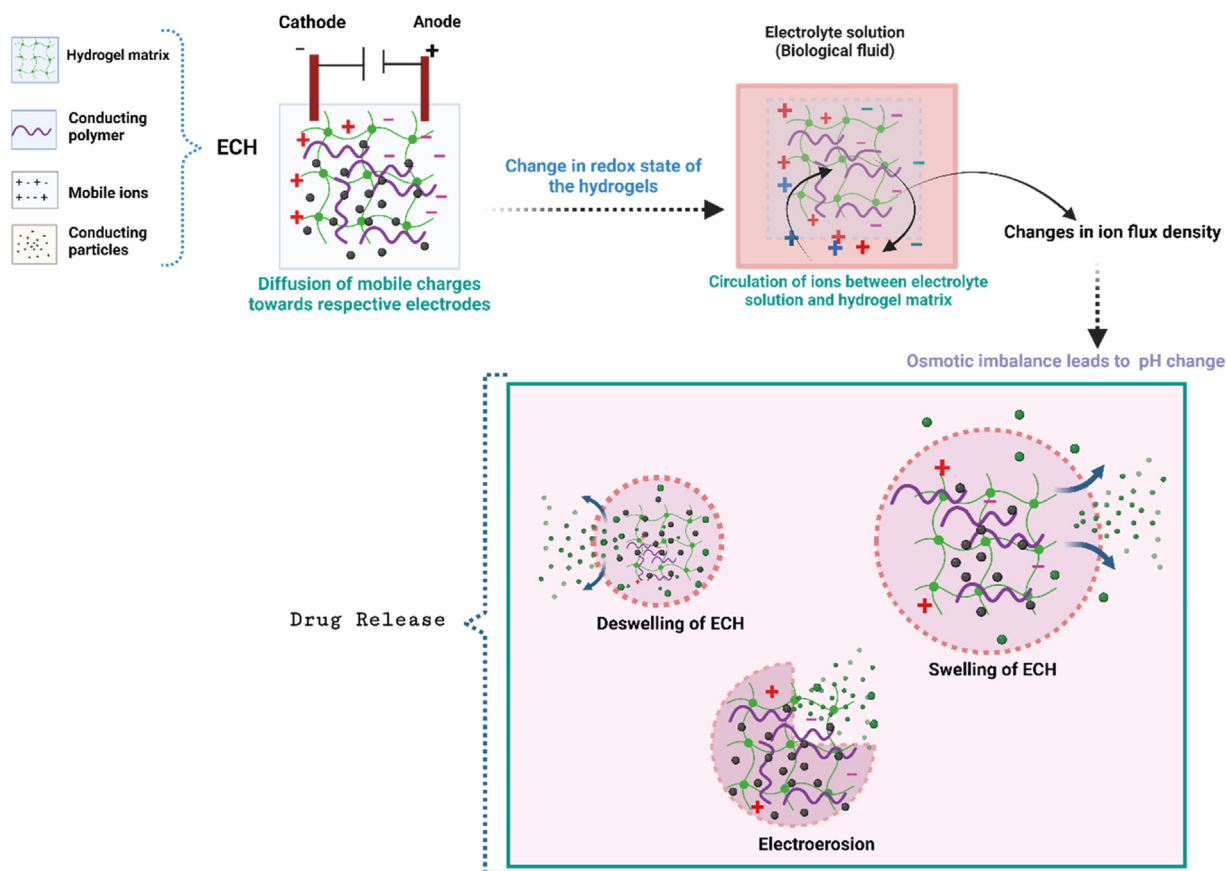 Cathode
Anode
Hydrogel matrix
Conducting
polymer
Mobile ions
Conducting
particles
ECH
Diffusion of mobile charges
towards respective electrodes
Change in redox state of
the hydrogels
Electrolyte solution
(Biological fluid)
Circulation of ions between electrolyte
solution and hydrogel matrix
Changes in ion flux density
Osmotic imbalance leads to pH change
Drug Release
Deswelling of ECH
Swelling of ECH
Electroerosion